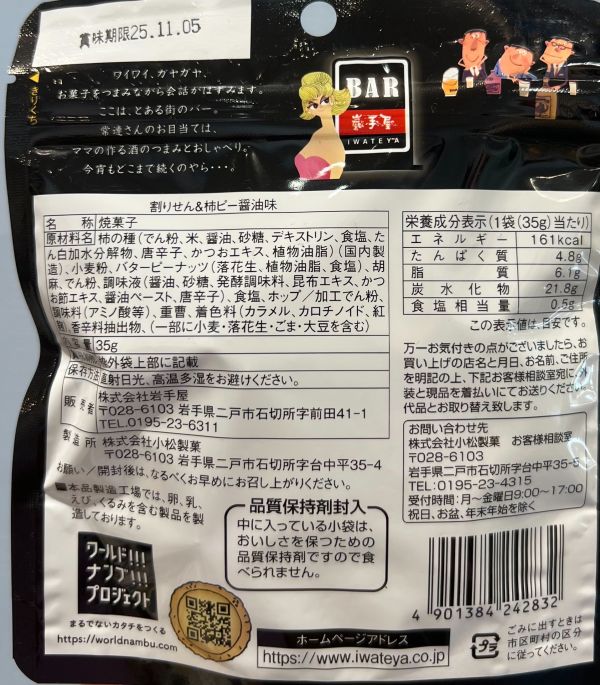 賞味期限25.11.05
きりくち
ワイワイ、ガヤガヤ、
お菓子をつまみながら会話がはずみます。
ここは、とある街のバー。
常連さんのお目当ては、
ママの作る酒のつまみとおしゃべり。
今宵もどこまで続くのやら・・・。
BAR
巖手屋
IWATEYA
割りせん&柿ピー醤油味
名 称 焼菓子
原材料名 柿の種(でん粉、米、醤油、砂糖、デキストリン、食塩、たん
白加水分解物、唐辛子、かつおエキス、植物油脂)(国内製
造)、小麦粉、バターピーナッツ(落花生、植物油脂、食塩)、胡
麻、でん粉、調味液(醤油、砂糖、発酵調味料、昆布エキス、かつ
お節エキス、醤油ペースト、唐辛子)、食塩、ホップ/加工でん粉、
調味料(アミノ酸等)、重曹、着色料(カラメル、カロチノイド、紅
香辛料抽出物、(一部に小麦・落花生・ごま・大豆を含む)
量 35g
外袋上部に記載
保存方法 直射日光、高温多湿をお避けください。
販売者 株式会社岩手屋
〒028-6103 岩手県二戸市石切所字前田41-1
TEL.0195-23-6311
製造所 株式会社小松製菓
〒028-6103 岩手県二戸市石切所字台中平35-4
お願い/開封後は、なるべくお早めにお召し上がりください。
■本品製造工場では、卵、乳、
えび、くるみを含む製品を製
造しております。
品質保持剤封入
中に入っている小袋は、
おいしさを保つための
品質保持剤ですので食
べられません。
ワールド!!!
ナンブ!!!
プロジェクト
まるでないカタチをつくる
https://worldnambu.com
ホームページアドレス
https://www.iwateya.co.jp
栄養成分表示(1袋(35g)当たり)
エネルギー 161kcal
たんぱく質 4.8g
脂質 6.1g
炭水化物 21.8g
食塩相当量 0.5g
この表示値は、目安です。
万一お気付きの点がございましたら、お
買い上げの店名と月日、お名前、ご住所
を明記の上、下記お客様相談室宛に、
装と現品を着払いにてお送りくださ
代品とお取り替え致します。
お問い合わせ先
株式会社小松製菓 お客様相談室
〒028-6103
岩手県二戸市石切所字台中平35-5
TEL:0195-23-4315
受付時間:月〜金曜日9:00〜17:00
祝日、お盆、年末年始を除く
4 901384 242832
プラ
ごみに出すときは
市区町村の区分
に従ってください。